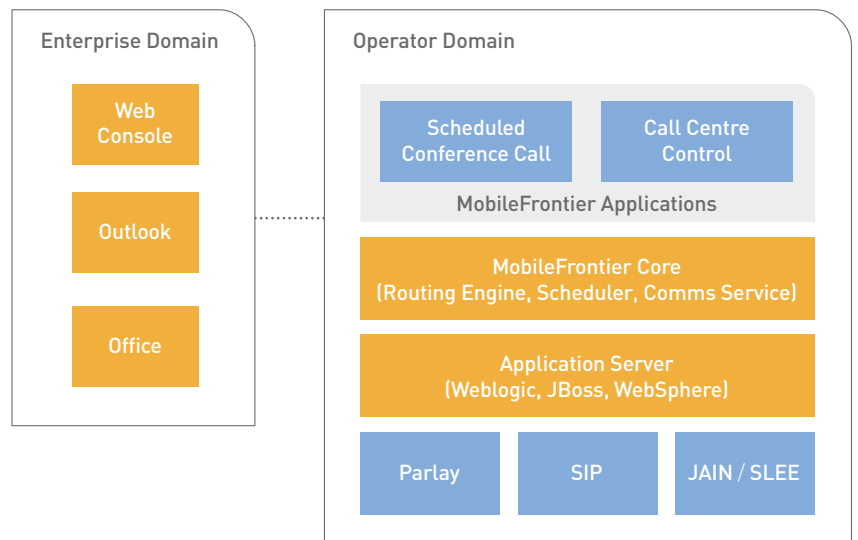 Enterprise Domain
Web
Console
Outlook
Office
Operator Domain
Scheduled
Conference Call
Call Centre
Control
MobileFrontier Applications
MobileFrontier Core
(Routing Engine, Scheduler, Comms Service)
Application Server
(Weblogic, JBoss, WebSphere)
Parlay
SIP
JAIN / SLEE